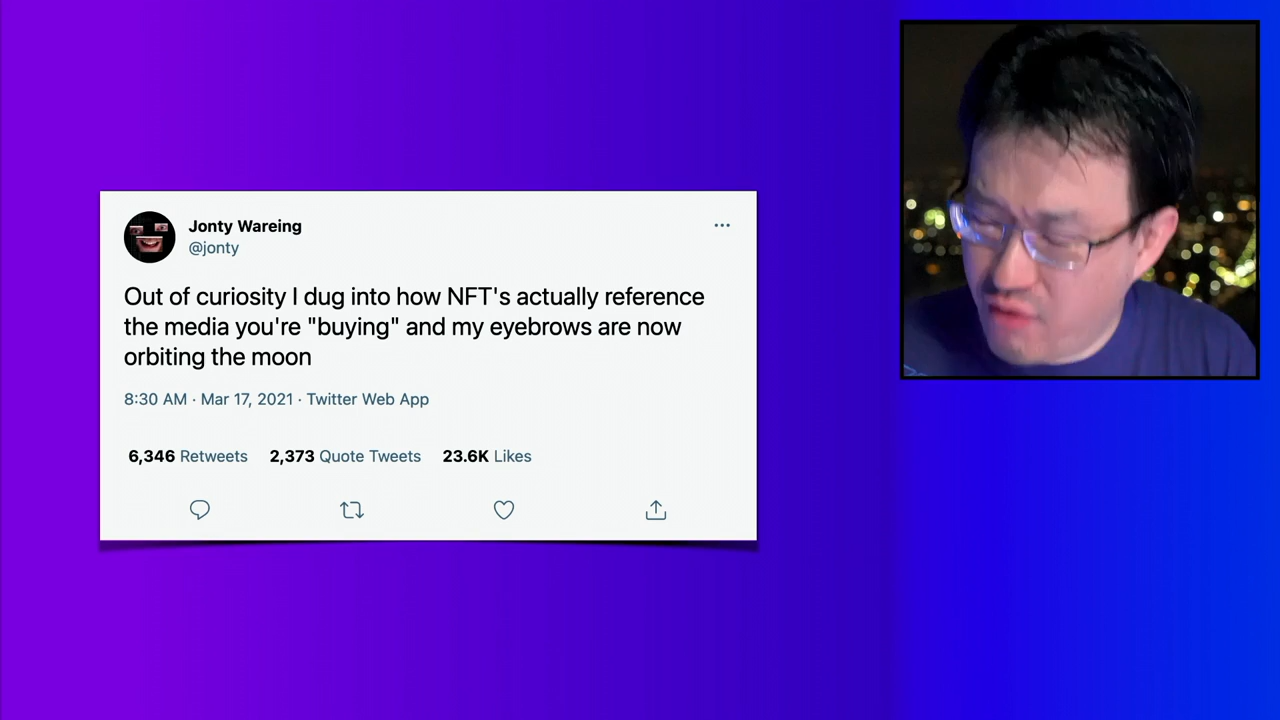 Jonty Wareing
@jonty
Out of curiosity I dug into how NFT's actually reference
the media you're "buying" and my eyebrows are now
orbiting the moon
8:30 AM · Mar 17, 2021 · Twitter Web App
6,346 Retweets 2,373 Quote Tweets 23.6K Likes